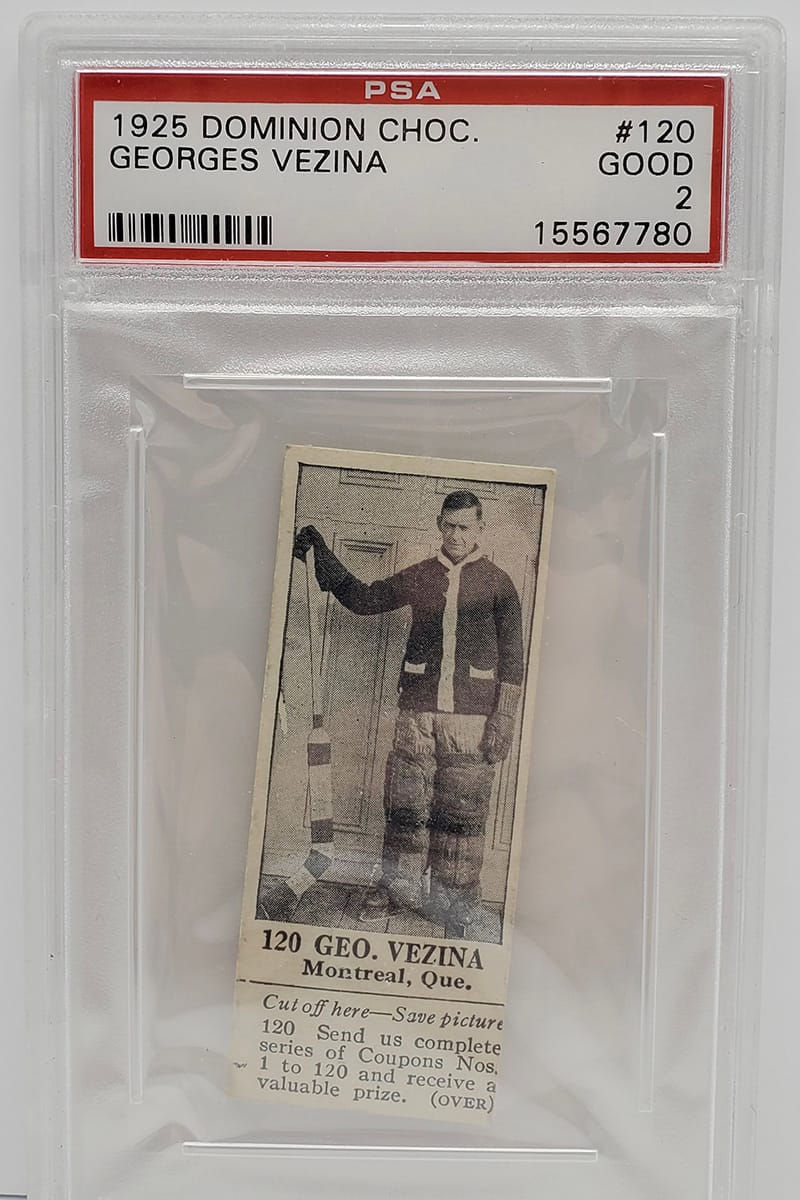 PSA
1925 DOMINION CHOC. #120
GEORGES VEZINA GOOD
2
15567780
120 GEO. VEZINA
Montreal, Que.
Cut off here—Save picture
120 Send us complete
series of Coupons Nos.
1 to 120 and receive a
valuable prize. (OVER)